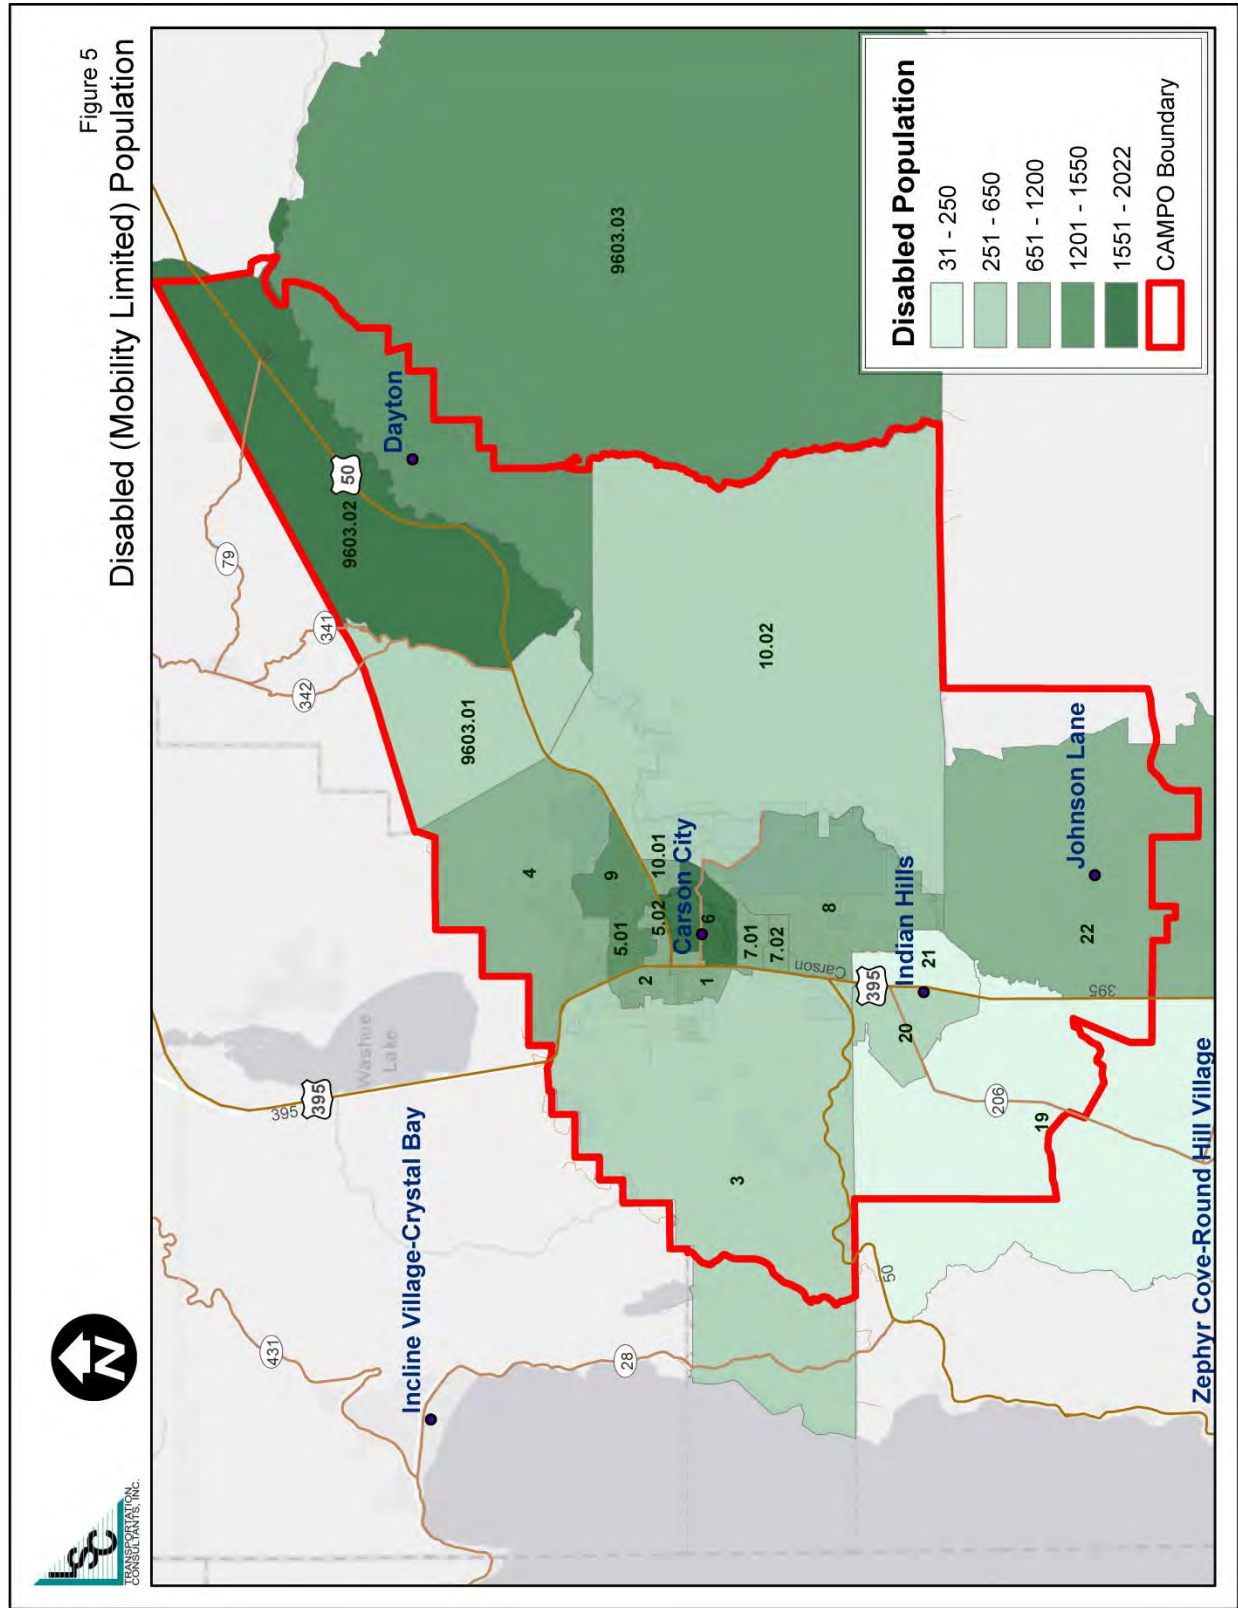 Figure 5
Disabled (Mobility Limited) Population
LSC
TRANSPORTATION
CONSULTANTS, INC.
N
431
Incline Village-Crystal Bay
28
50
Zephyr Cove-Round Hill Village
395
395
Washoe
Lake
342
341
79
9603.01
9603.02
50
Dayton
9603.03
4
9
5.01
5.02
10.01
Carson City
2
1
6
7.01
7.02
8
3
10.02
Carson
395
Indian Hills
20
21
206
19
395
22
Johnson Lane
Disabled Population
31 - 250
251 - 650
651 - 1200
1201 - 1550
1551 - 2022
CAMPO Boundary